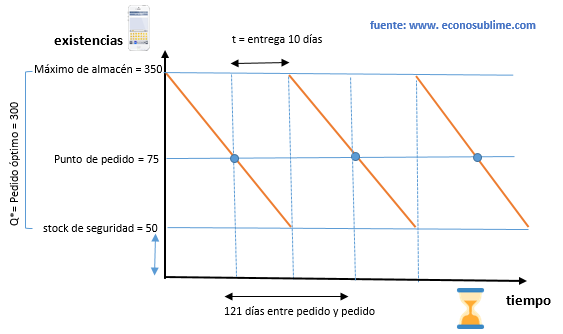 fuente: www. econosublime.com
existencias
t = entrega 10 días
Máximo de almacén = 350
Q*= Pedido óptimo = 300
Punto de pedido = 75
stock de seguridad = 50
tiempo
121 días entre pedido y pedido